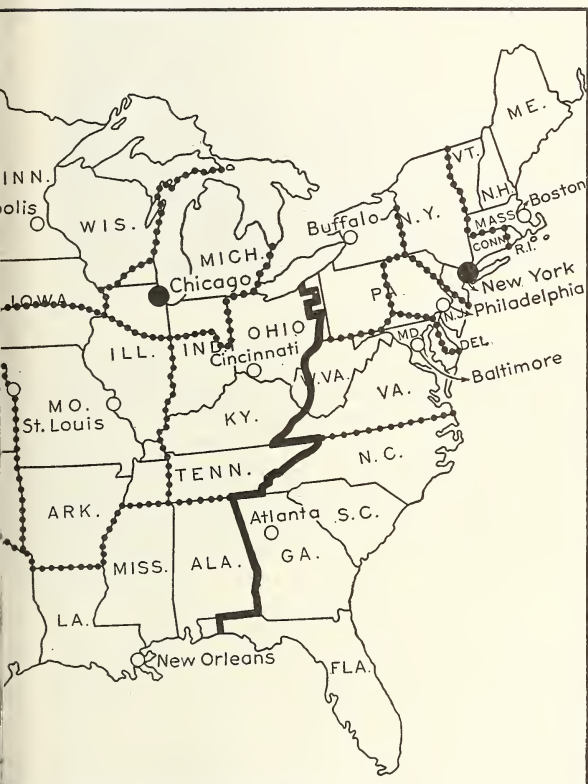 ME.
VT.
INN.
N.H.
Boston
olis
WIS.
Buffalo
N.Y.
MASS.
CONN.
R.I.
MICH.
Chicago
New York
IOWA
PA.
N.J.
Philadelphia
OHIO
ILL.
IND.
MD.
DEL.
Cincinnati
W.VA.
Baltimore
MO.
VA.
St. Louis
KY.
N.C.
TENN.
ARK.
Atlanta
S.C.
MISS.
ALA.
GA.
LA.
New Orleans
FLA.